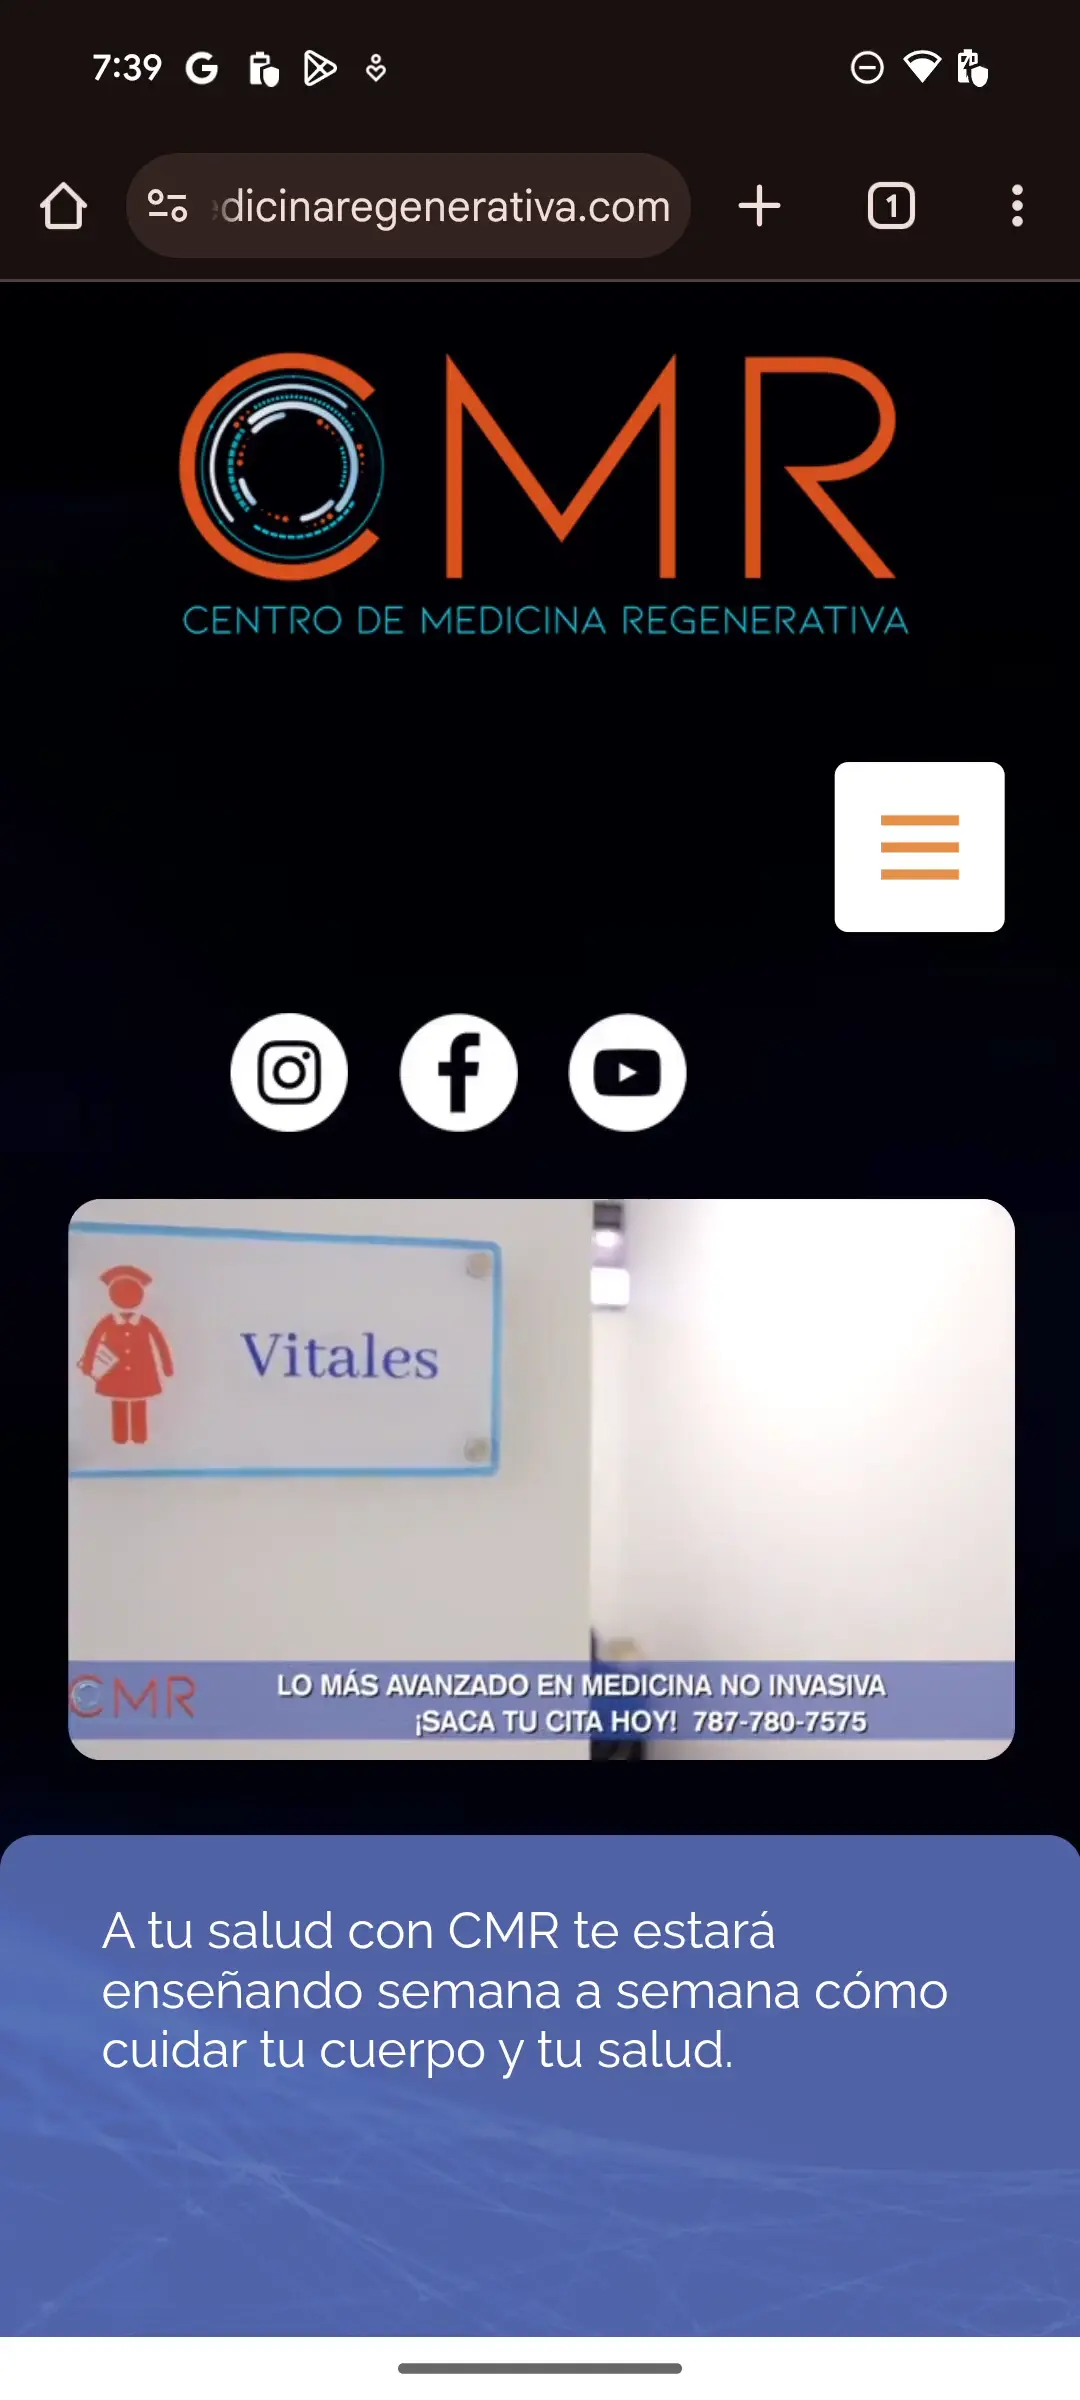 7:39
dicinaregenerativa.com
1
CMR
CENTRO DE MEDICINA REGENERATIVA
Vitales
CMR
LO MÁS AVANZADO EN MEDICINA NO INVASIVA
¡SACA TU CITA HOY! 787-780-7575
A tu salud con CMR te estará
enseñando semana a semana cómo
cuidar tu cuerpo y tu salud.